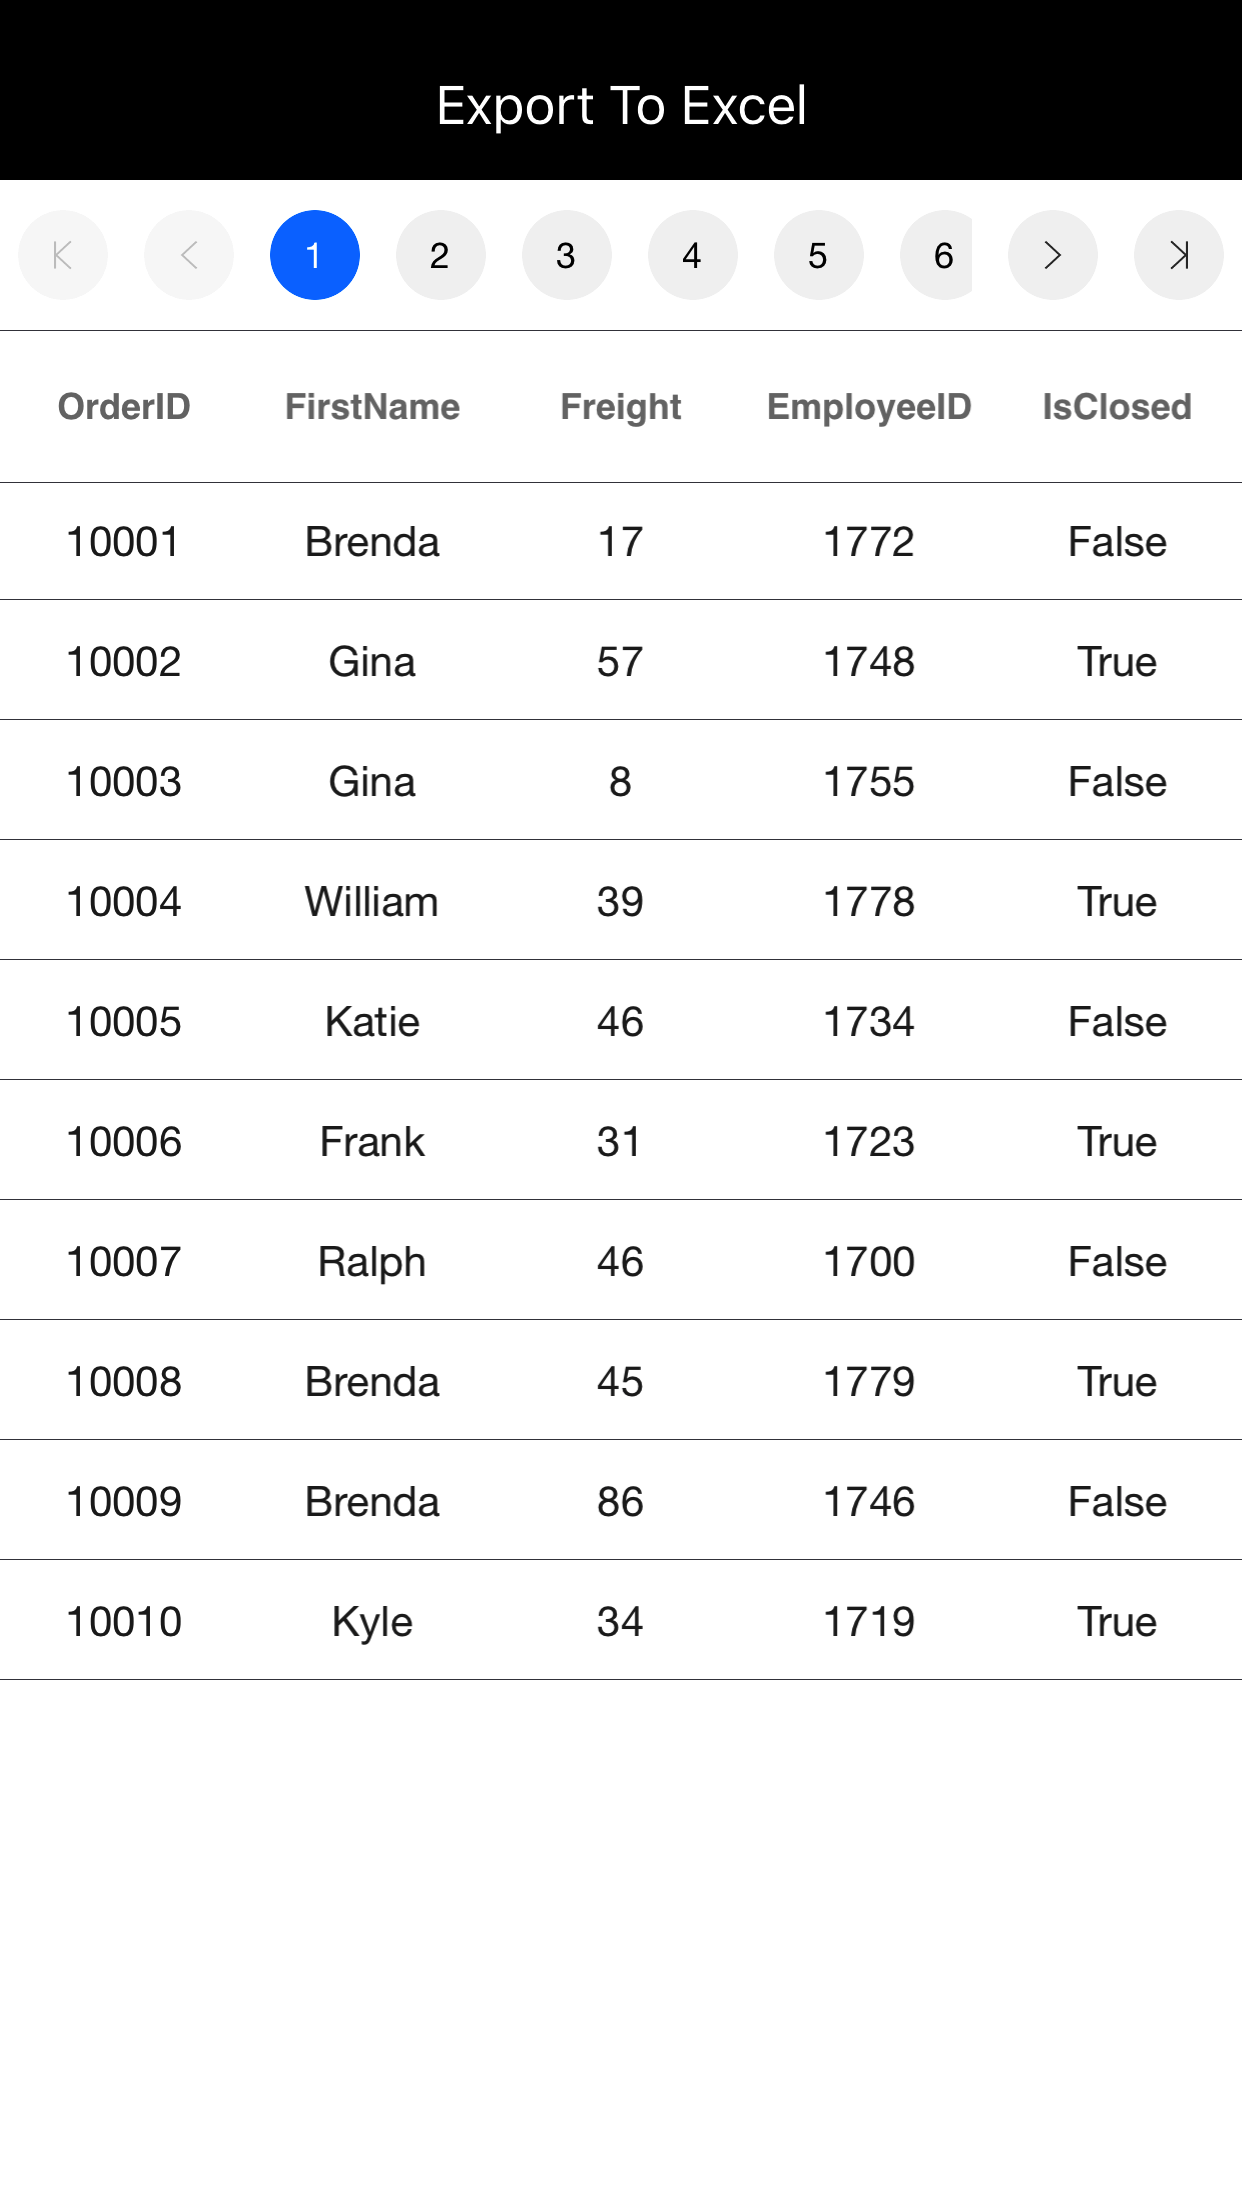 Export To Excel
1 2 3 4 5 6
OrderID FirstName Freight EmployeeID IsClosed
10001 Brenda 17 1772 False
10002 Gina 57 1748 True
10003 Gina 8 1755 False
10004 William 39 1778 True
10005 Katie 46 1734 False
10006 Frank 31 1723 True
10007 Ralph 46 1700 False
10008 Brenda 45 1779 True
10009 Brenda 86 1746 False
10010 Kyle 34 1719 True